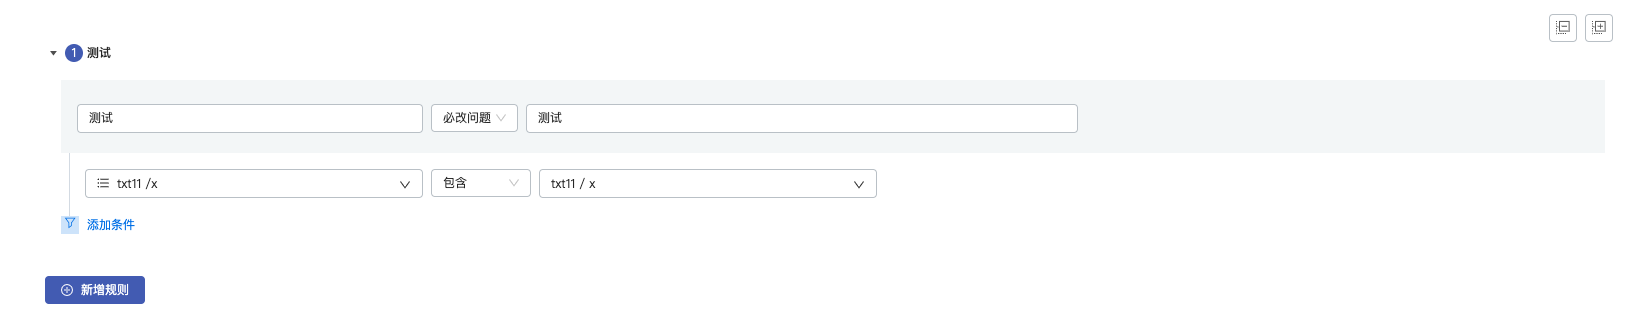 1 测试
测试 必改问题 测试
txt11 /x 包含 txt11 / x
添加条件
新增规则